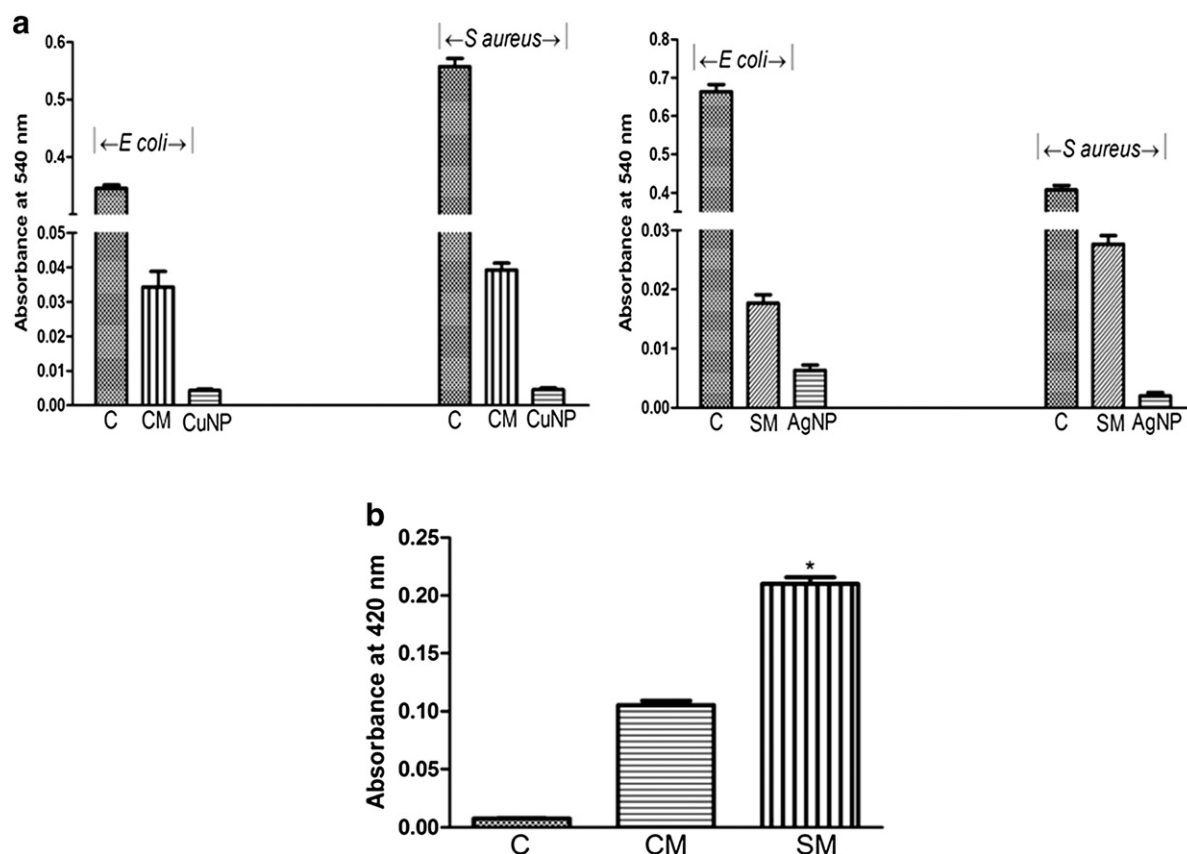 a
Absorbance at 540 nm
0.6
0.5
0.4
0.05
0.04
0.03
0.02
0.01
0.00
|←E coli→|
|←S aureus→|
C CM CuNP C CM CuNP
Absorbance at 540 nm
0.8
0.7
0.6
0.5
0.4
0.03
0.02
0.01
0.00
|←E coli→|
|←S aureus→|
C SM AgNP C SM AgNP
b
Absorbance at 420 nm
0.25
0.20
0.15
0.10
0.05
0.00
*
C CM SM